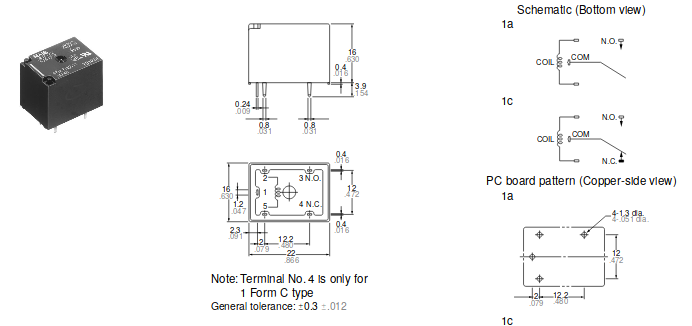 16
.630
0.4
.016
3.9
.154
0.24
.009
0.8
.031
0.8
.031
0.4
.016
16
.630
1.2
.047
2
3 N.O.
1
5
4 N.C.
12
.472
2.3
.091
0.4
.016
2
.079
12.2
.480
22
.866
Note: Terminal No. 4 is only for
1 Form C type
General tolerance: ±0.3 ±.012
Schematic (Bottom view)
1a
N.O.
COIL
COM
1c
N.O.
COIL
COM
N.C.
PC board pattern (Copper-side view)
1a
4-1.3 dia.
4-.051 dia.
12
.472
2
.079
12.2
.480
1c